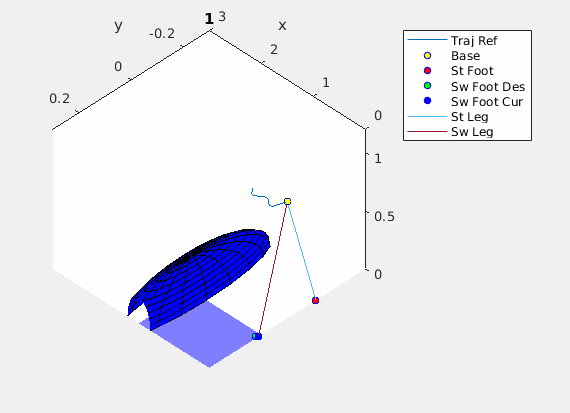 1
3
y
x
-0.2
2
0
1
0.2
0
1
0.5
0
Traj Ref
Base
St Foot
Sw Foot Des
Sw Foot Cur
St Leg
Sw Leg